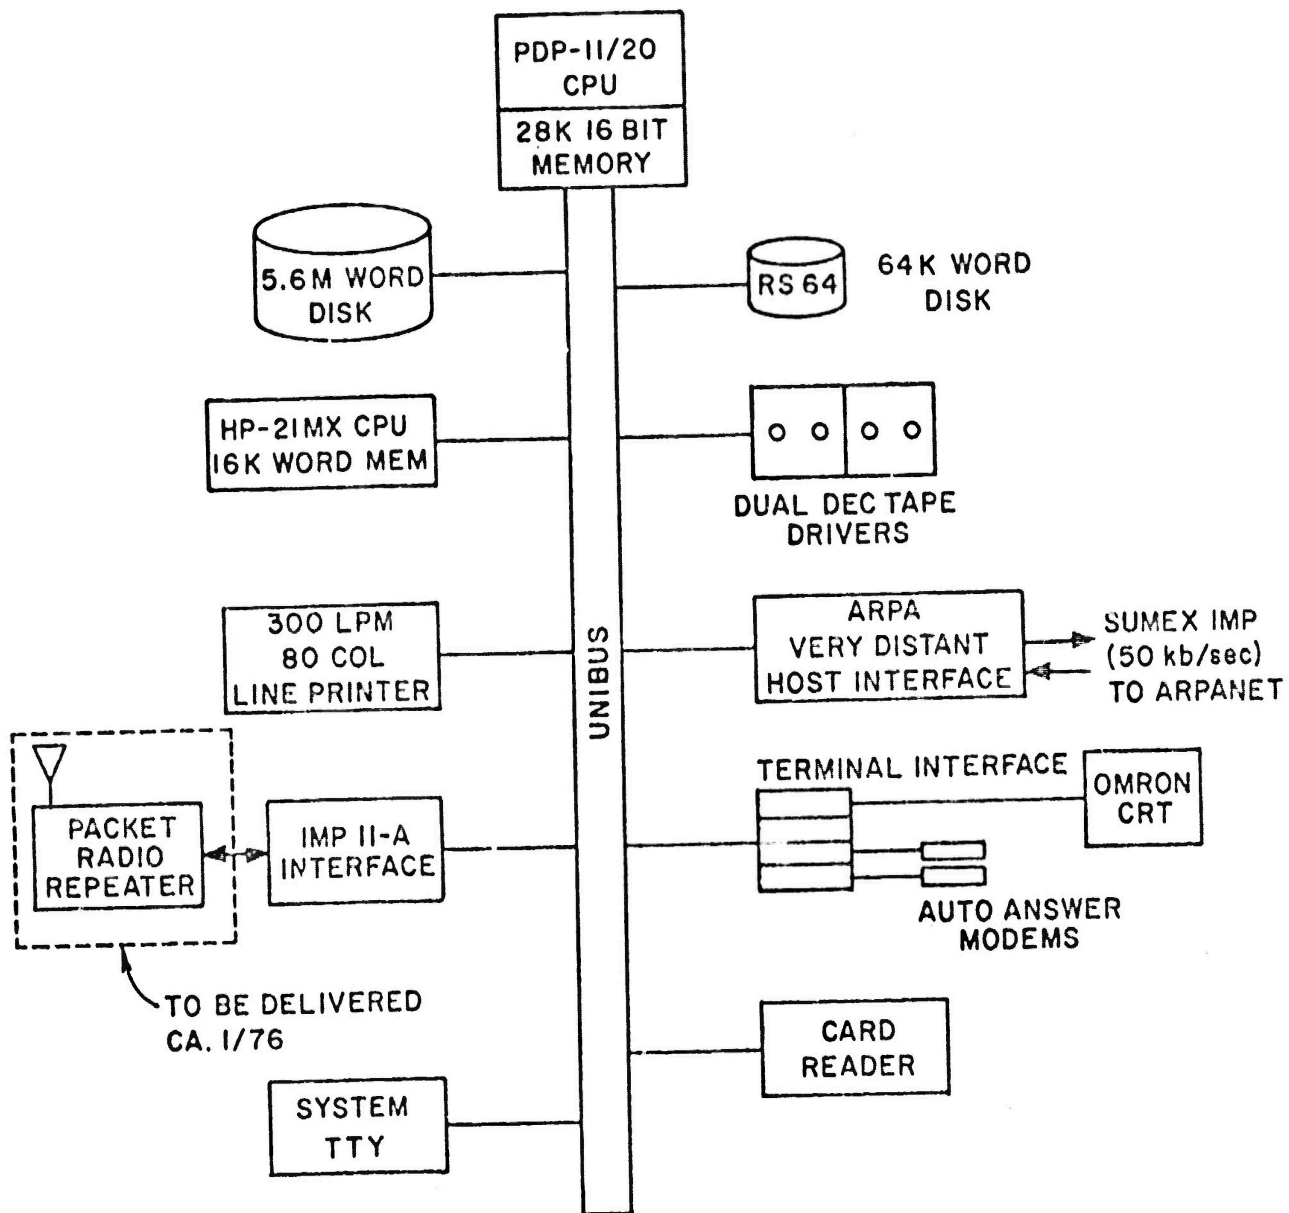 PDP-11/20
CPU
28K 16 BIT
MEMORY
5.6M WORD
DISK
RS 64
64K WORD
DISK
HP-21MX CPU
16K WORD MEM
DUAL DEC TAPE
DRIVERS
300 LPM
80 COL
LINE PRINTER
UNIBUS
ARPA
VERY DISTANT
HOST INTERFACE
SUMEX IMP
(50 kb/sec)
TO ARPANET
PACKET
RADIO
REPEATER
IMP 11-A
INTERFACE
TERMINAL INTERFACE
OMRON
CRT
AUTO ANSWER
MODEMS
TO BE DELIVERED
CA. 1/76
CARD
READER
SYSTEM
TTY